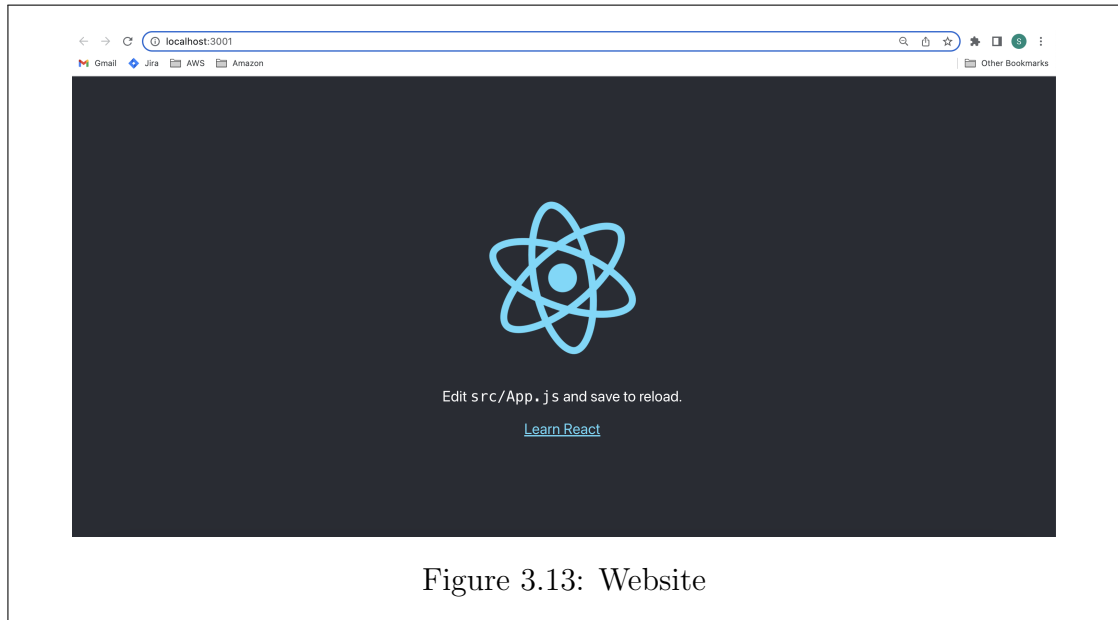 localhost:3001
Gmail Jira AWS Amazon Other Bookmarks
S
Edit src/App.js and save to reload.
Learn React
Figure 3.13: Website